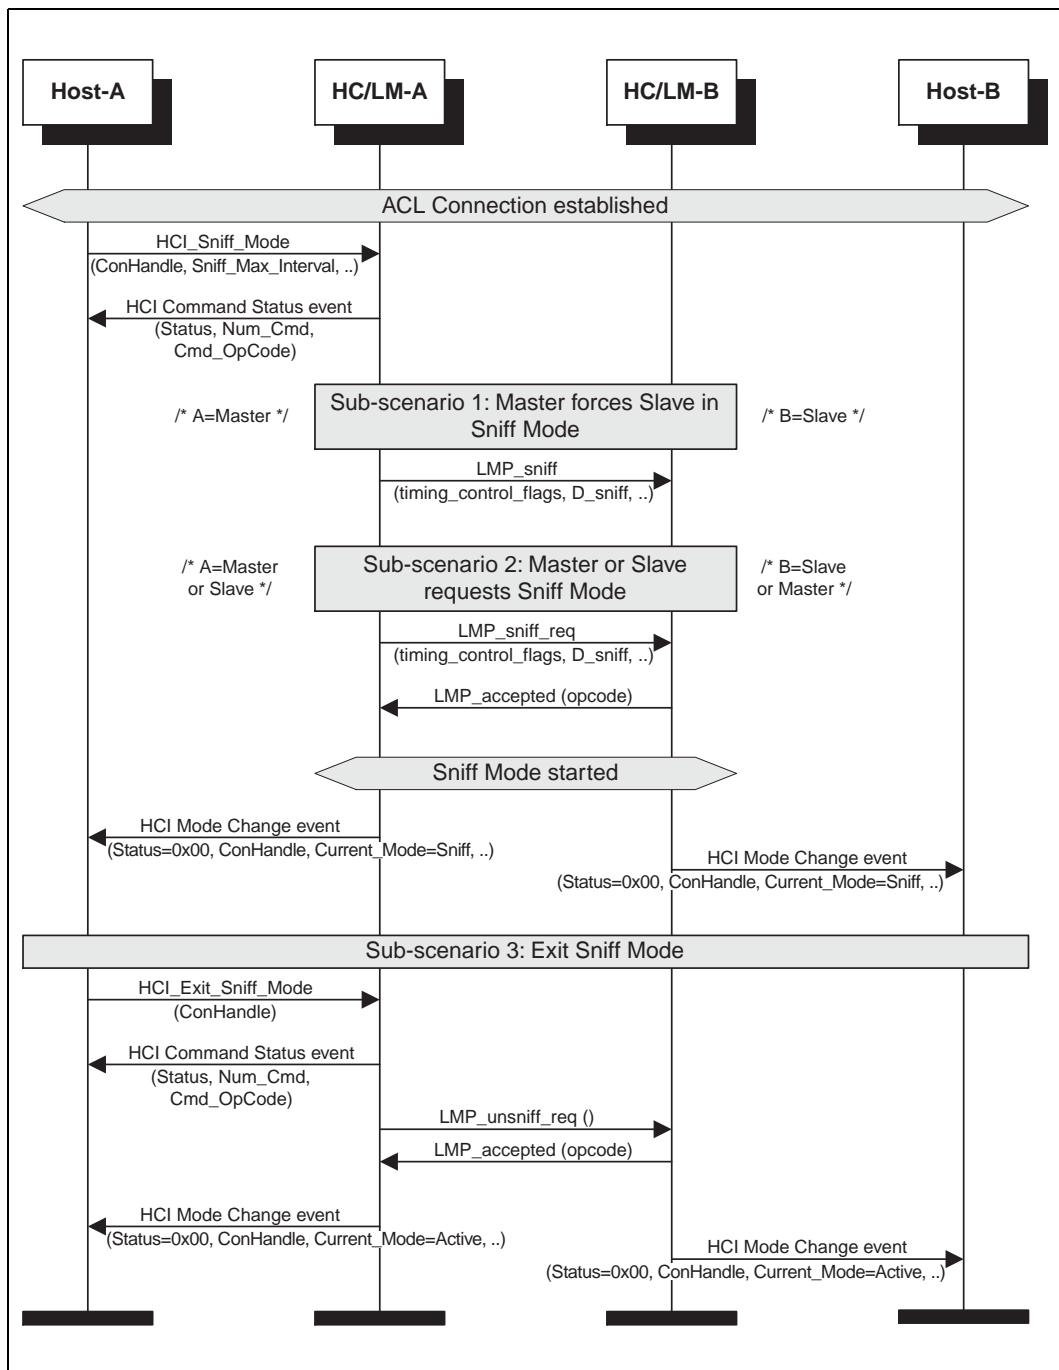 Host-A
HC/LM-A
HC/LM-B
Host-B
ACL Connection established
HCI_Sniff_Mode
(ConHandle, Sniff_Max_Interval, ..)
HCI Command Status event
(Status, Num_Cmd,
Cmd_OpCode)
/* A=Master */
Sub-scenario 1: Master forces Slave in
Sniff Mode
/* B=Slave */
LMP_sniff
(timing_control_flags, D_sniff, ..)
/* A=Master
or Slave */
Sub-scenario 2: Master or Slave
requests Sniff Mode
/* B=Slave
or Master */
LMP_sniff_req
(timing_control_flags, D_sniff, ..)
LMP_accepted (opcode)
Sniff Mode started
HCI Mode Change event
(Status=0x00, ConHandle, Current_Mode=Sniff, ..)
HCI Mode Change event
(Status=0x00, ConHandle, Current_Mode=Sniff, ..)
Sub-scenario 3: Exit Sniff Mode
HCI_Exit_Sniff_Mode
(ConHandle)
HCI Command Status event
(Status, Num_Cmd,
Cmd_OpCode)
LMP_unsniff_req ()
LMP_accepted (opcode)
HCI Mode Change event
(Status=0x00, ConHandle, Current_Mode=Active, ..)
HCI Mode Change event
(Status=0x00, ConHandle, Current_Mode=Active, ..)